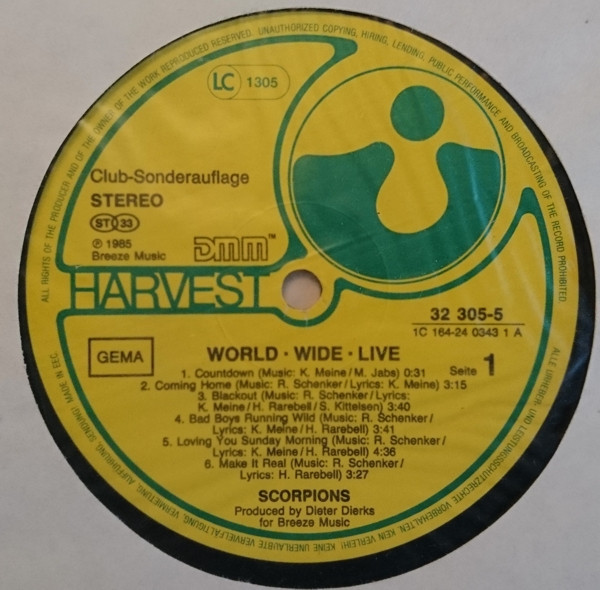 ALL RIGHTS OF THE PRODUCER AND OF THE OWNER OF THE WORK REPRODUCED RESERVED. UNAUTHORIZED COPYING, HIRING, LENDING, PUBLIC PERFORMANCE AND BROADCASTING OF THE RECORD PROHIBITED
LC 1305
Club-Sonderauflage
STEREO
ST 33
℗ 1985
Breeze Music
DMM™
HARVEST
32 305-5
1C 164-24 0343 1 A
GEMA
WORLD · WIDE · LIVE
Seite 1
1. Countdown (Music: K. Meine/M. Jabs) 0:31
2. Coming Home (Music: R. Schenker/Lyrics: K. Meine) 3:15
3. Blackout (Music: R. Schenker/Lyrics:
K. Meine/H. Rarebell/S. Kittelsen) 3:40
4. Bad Boys Running Wild (Music: R. Schenker/
Lyrics: K. Meine/H. Rarebell) 3:41
5. Loving You Sunday Morning (Music: R. Schenker/
Lyrics: K. Meine/H. Rarebell) 4:36
6. Make It Real (Music: R. Schenker/
Lyrics: H. Rarebell) 3:27
SCORPIONS
Produced by Dieter Dierks
for Breeze Music
ALLE URHEBER- UND LEISTUNGSSCHUTZRECHTE VORBEHALTEN. KEIN VERLEIH! KEINE UNERLAUBTE VERVIELFÄLTIGUNG, VERMIETUNG, AUFFÜHRUNG, SENDUNG! MADE IN EEC